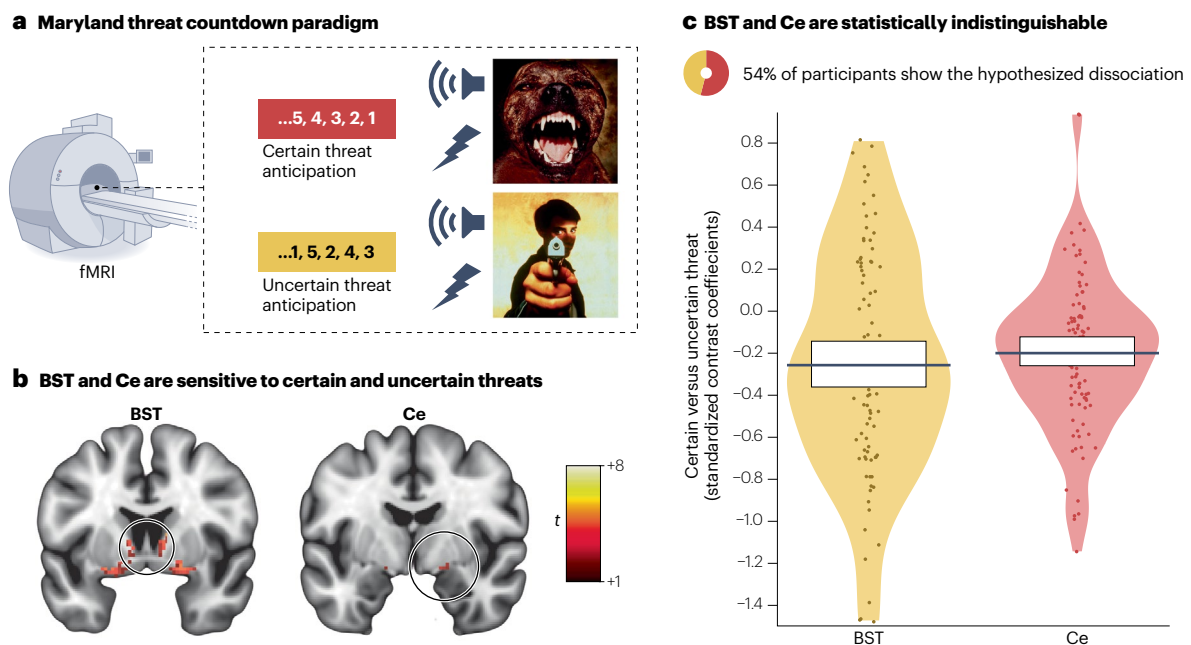 a Maryland threat countdown paradigm
...5, 4, 3, 2, 1
Certain threat
anticipation
...1, 5, 2, 4, 3
Uncertain threat
anticipation
fMRI
b BST and Ce are sensitive to certain and uncertain threats
BST
Ce
+8
t
+1
c BST and Ce are statistically indistinguishable
54% of participants show the hypothesized dissociation
Certain versus uncertain threat
(standardized contrast coeffiecients)
0.8
0.6
0.4
0.2
0.0
−0.2
−0.4
−0.6
−0.8
−1.0
−1.2
−1.4
BST
Ce